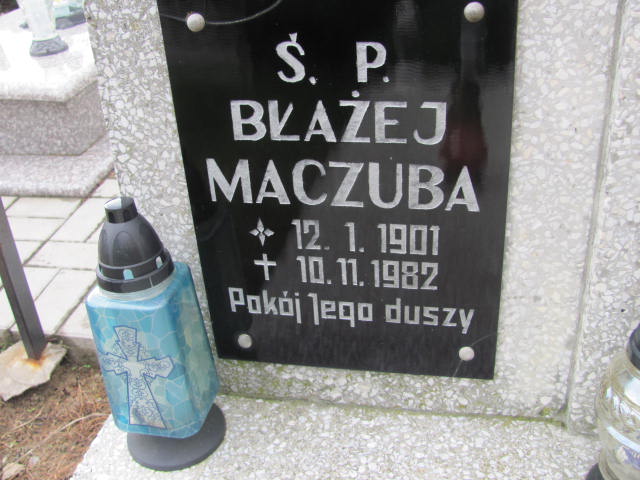 Ś. P.
BŁAŻEJ
MACZUBA
12. 1. 1901
10. 11. 1982
Pokój Jego duszy